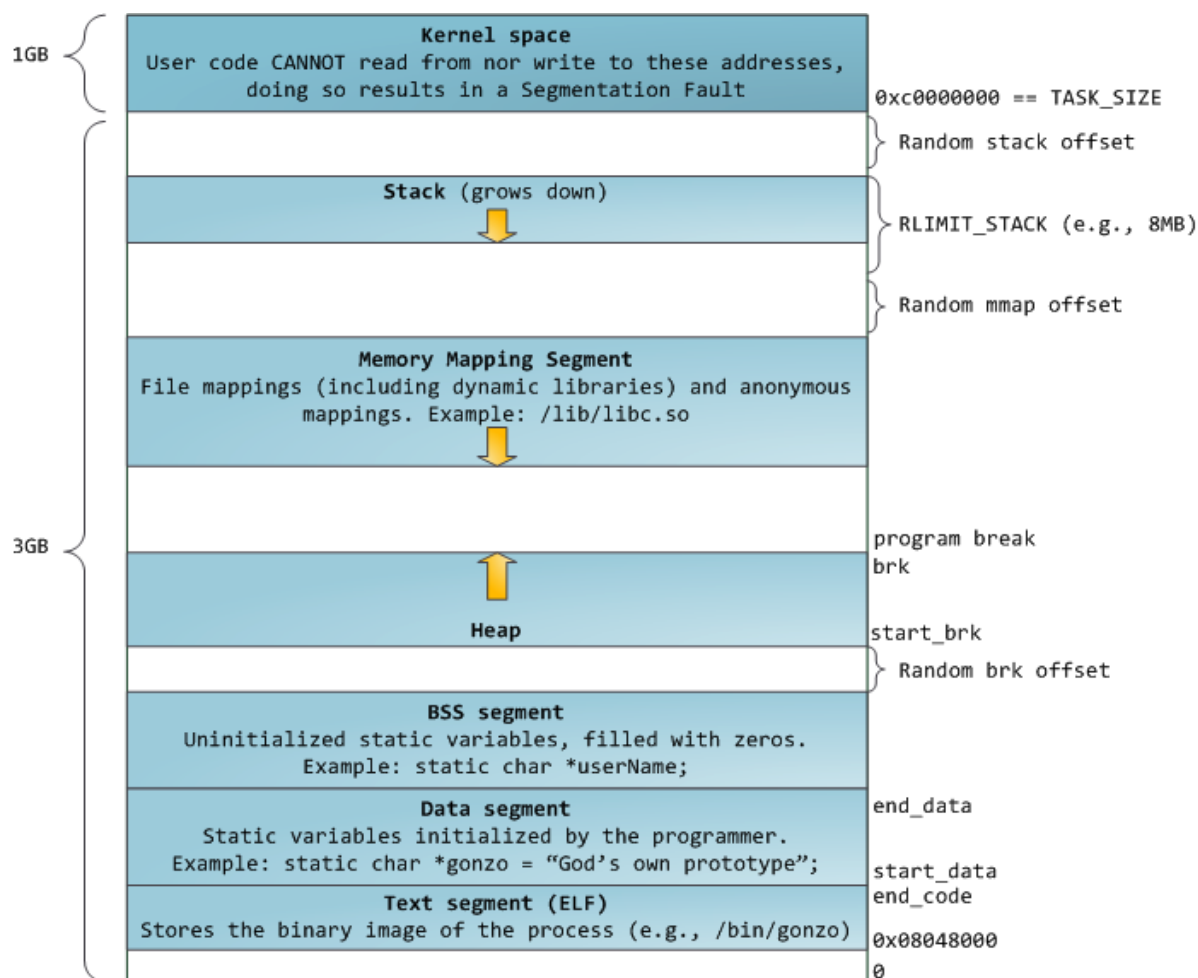 Kernel space
1GB
User code CANNOT read from nor write to these addresses,
doing so results in a Segmentation Fault
0xc0000000 == TASK_SIZE
Random stack offset
Stack (grows down)
RLIMIT_STACK (e.g., 8MB)
Random mmap offset
Memory Mapping Segment
File mappings (including dynamic libraries) and anonymous
mappings. Example: /lib/libc.so
3GB
program break
brk
Heap
start_brk
Random brk offset
BSS segment
Uninitialized static variables, filled with zeros.
Example: static char *userName;
Data segment
end_data
Static variables initialized by the programmer.
Example: static char *gonzo = “God’s own prototype”;
start_data
end_code
Text segment (ELF)
Stores the binary image of the process (e.g., /bin/gonzo)
0x08048000
0